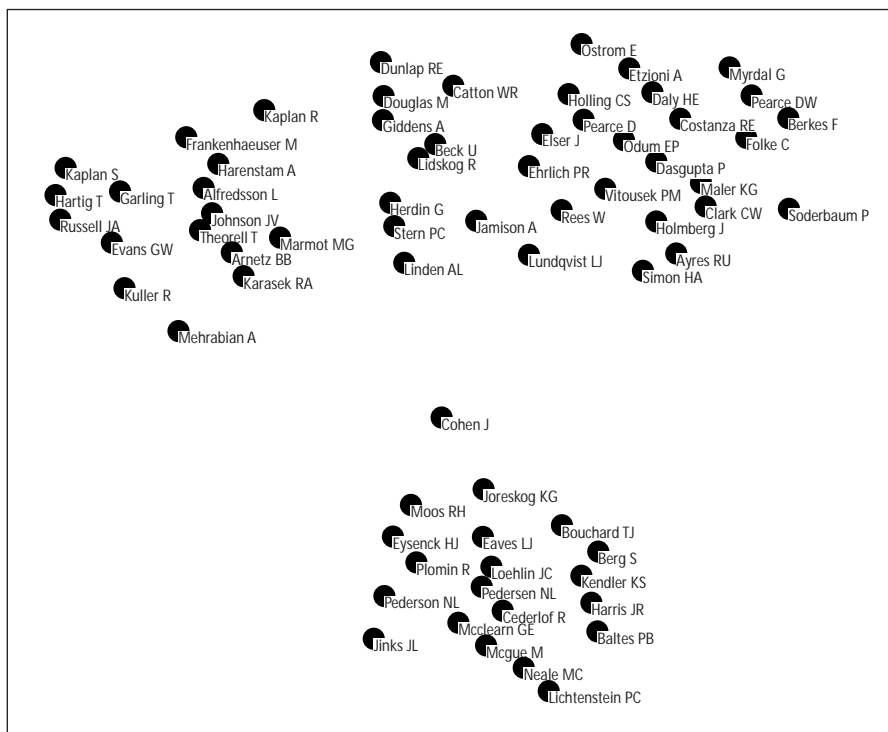 Ostrom E
Dunlap RE
Etzioni A
Myrdal G
Catton WR
Douglas M
Holling CS
Daly HE
Pearce DW
Kaplan R
Giddens A
Pearce D
Costanza RE
Berkes F
Frankenhaeuser M
Beck U
Elser J
Odum EP
Folke C
Lidskog R
Kaplan S
Harenstam A
Ehrlich PR
Dasgupta P
Hartig T
Garling T
Alfredsson L
Vitousek PM
Maler KG
Russell JA
Johnson JV
Herdin G
Rees W
Clark CW
Soderbaum P
Theorell T
Marmot MG
Stern PC
Jamison A
Holmberg J
Evans GW
Arnetz BB
Linden AL
Lundqvist LJ
Ayres RU
Karasek RA
Simon HA
Kuller R
Mehrabian A
Cohen J
Joreskog KG
Moos RH
Bouchard TJ
Eysenck HJ
Eaves LJ
Berg S
Plomin R
Loehlin JC
Kendler KS
Pedersen NL
Pederson NL
Harris JR
Cederlof R
Mcclearn GE
Baltes PB
Jinks JL
Mcgue M
Neale MC
Lichtenstein PC